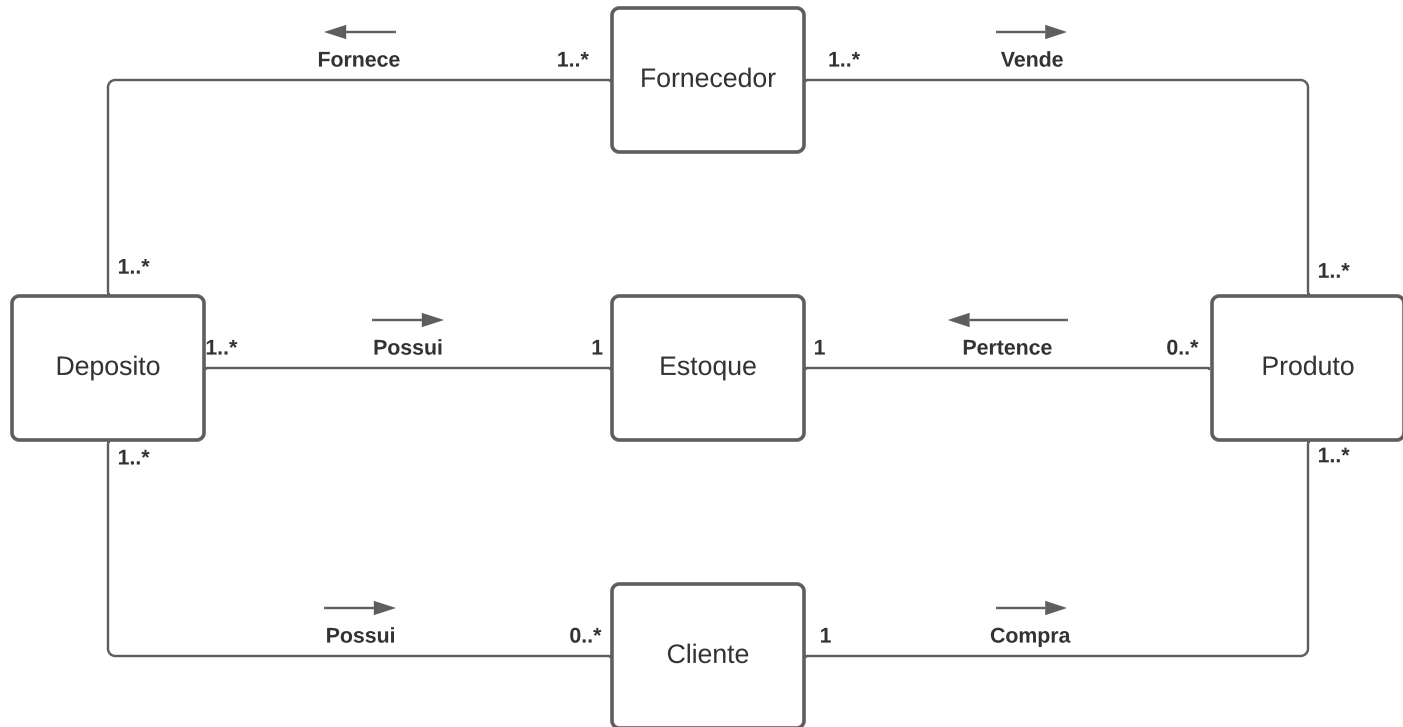 Fornece
1..*
Fornecedor
1..*
Vende
1..*
1..*
Deposito
1..*
Possui
1
Estoque
1
Pertence
0..*
Produto
1..*
1..*
Possui
0..*
Cliente
1
Compra